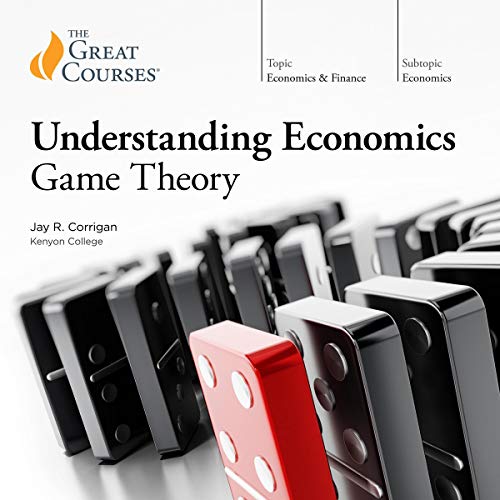 THE
GREAT
COURSES®
Topic
Economics & Finance
Subtopic
Economics
Understanding Economics
Game Theory
Jay R. Corrigan
Kenyon College